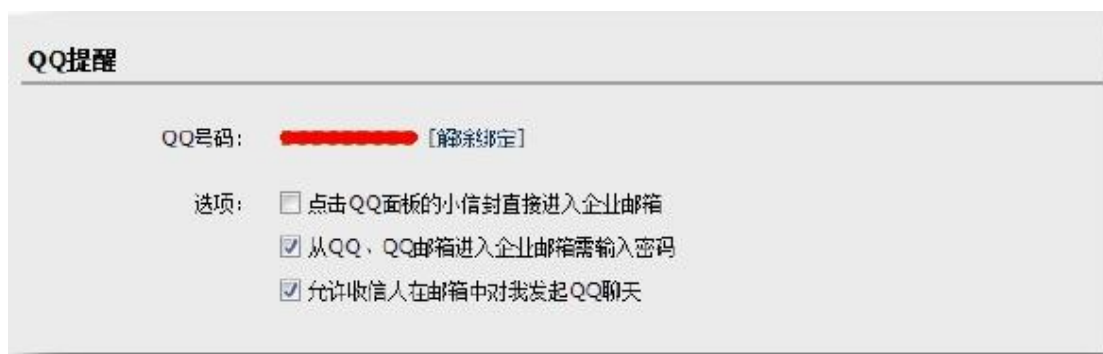 QQ提醒
QQ号码： [解除绑定]
选项： 点击QQ面板的小信封直接进入企业邮箱
从QQ、QQ邮箱进入企业邮箱需输入密码
允许收信人在邮箱中对我发起QQ聊天